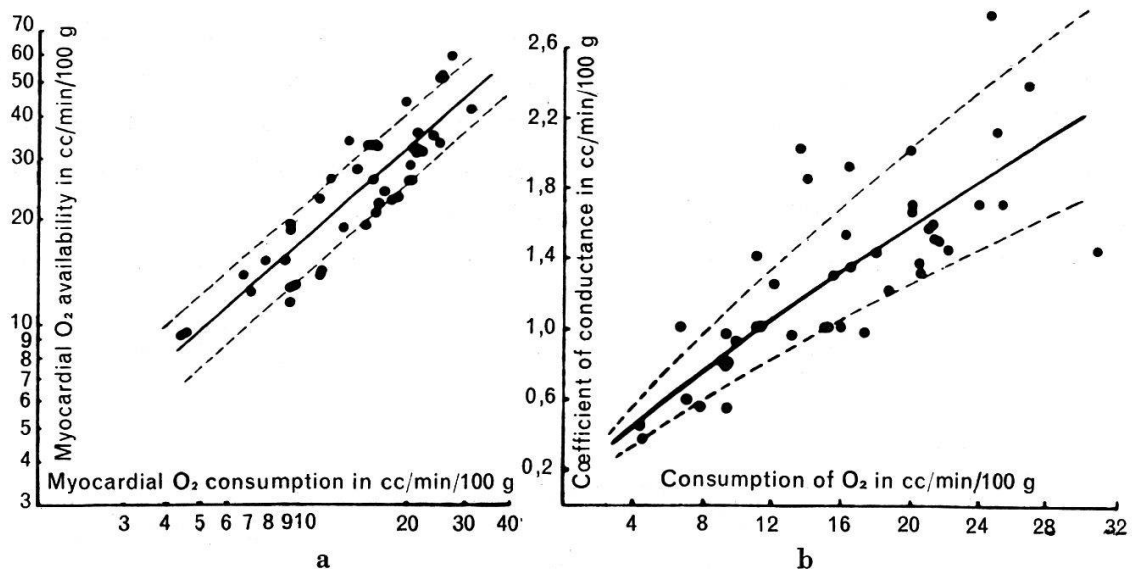 70
60
50
40
30
20
10
9
8
7
6
5
4
3
Myocardial O₂ availability in cc/min/100 g
Myocardial O₂ consumption in cc/min/100 g
3 4 5 6 7 8 9 10 20 30 40
a
2,6
2,2
1,8
1,4
1,0
0,6
0,2
Cœfficient of conductance in cc/min/100 g
Consumption of O₂ in cc/min/100 g
4 8 12 16 20 24 28 32
b